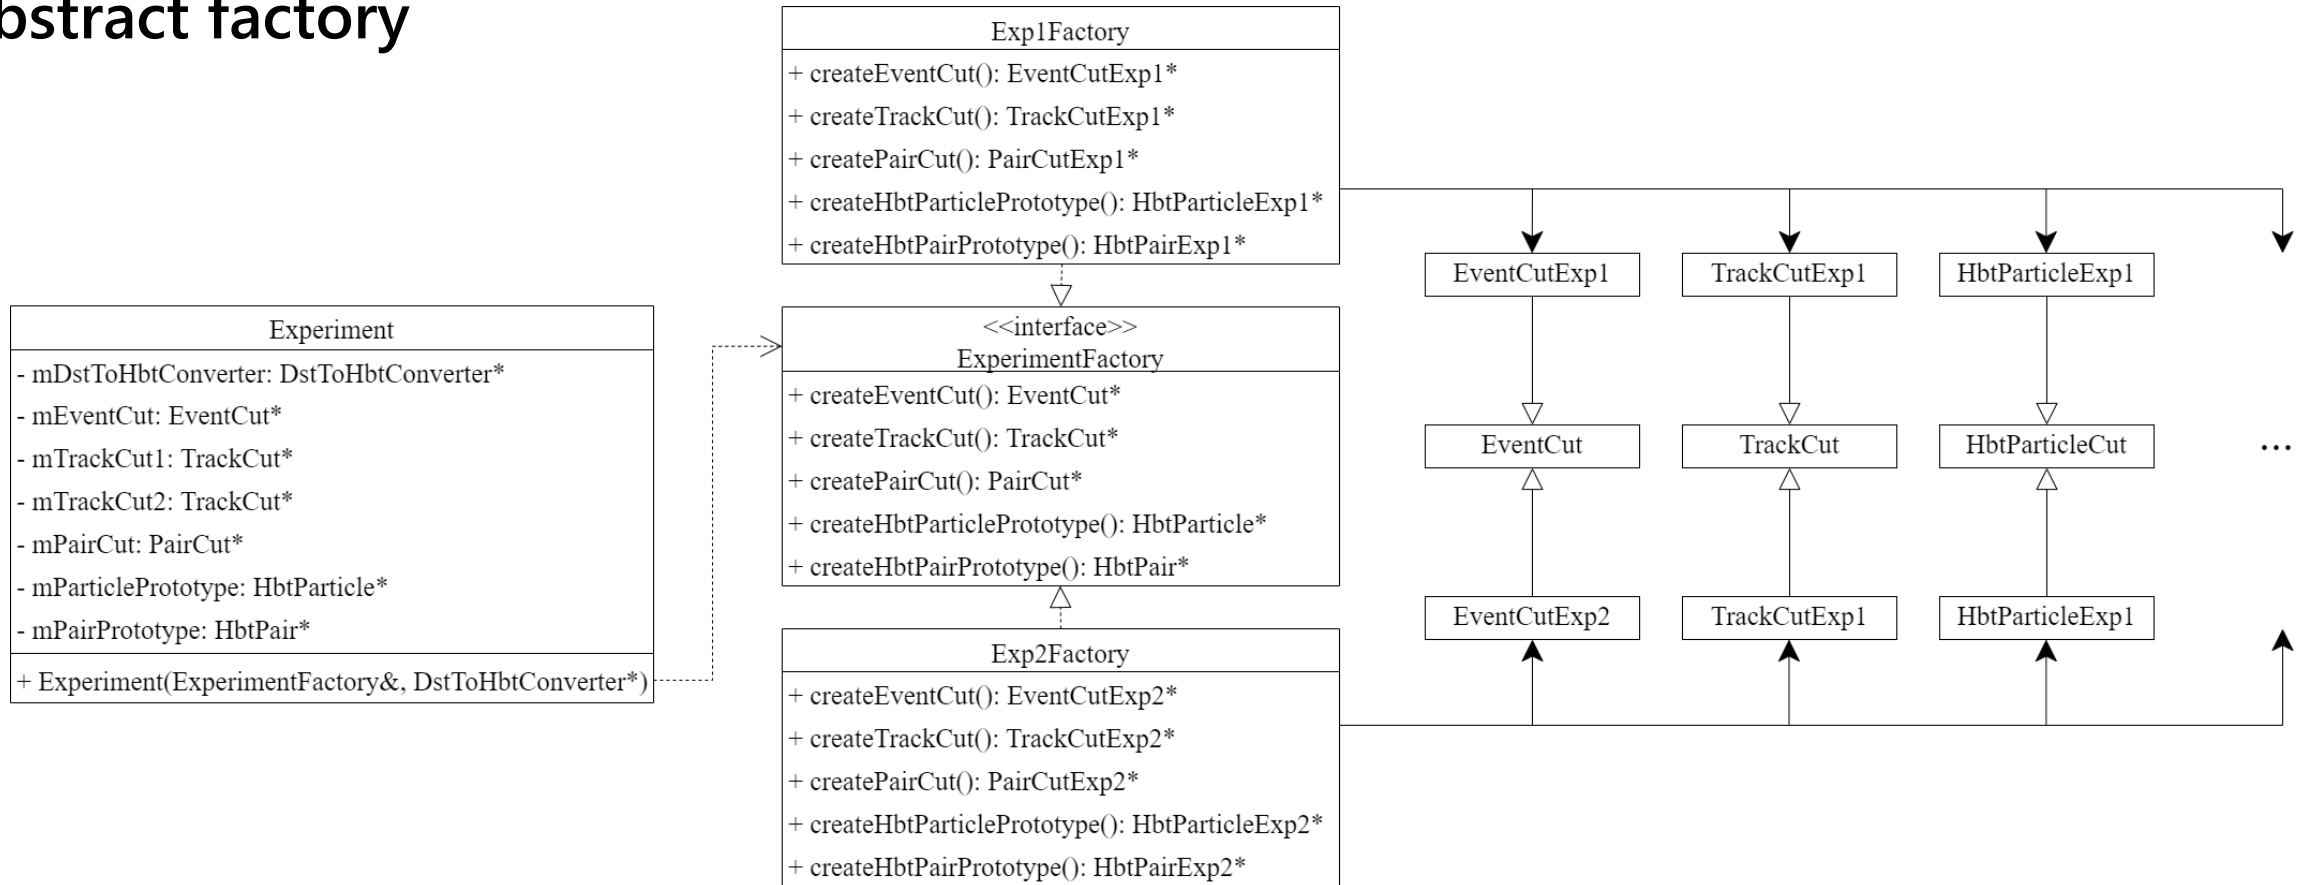 bstract factory
Exp1Factory
+ createEventCut(): EventCutExp1*
+ createTrackCut(): TrackCutExp1*
+ createPairCut(): PairCutExp1*
+ createHbtParticlePrototype(): HbtParticleExp1*
+ createHbtPairPrototype(): HbtPairExp1*
Experiment
- mDstToHbtConverter: DstToHbtConverter*
- mEventCut: EventCut*
- mTrackCut1: TrackCut*
- mTrackCut2: TrackCut*
- mPairCut: PairCut*
- mParticlePrototype: HbtParticle*
- mPairPrototype: HbtPair*
+ Experiment(ExperimentFactory&, DstToHbtConverter*)
<<interface>>
ExperimentFactory
+ createEventCut(): EventCut*
+ createTrackCut(): TrackCut*
+ createPairCut(): PairCut*
+ createHbtParticlePrototype(): HbtParticle*
+ createHbtPairPrototype(): HbtPair*
Exp2Factory
+ createEventCut(): EventCutExp2*
+ createTrackCut(): TrackCutExp2*
+ createPairCut(): PairCutExp2*
+ createHbtParticlePrototype(): HbtParticleExp2*
+ createHbtPairPrototype(): HbtPairExp2*
EventCutExp1
TrackCutExp1
HbtParticleExp1
EventCut
TrackCut
HbtParticleCut
...
EventCutExp2
TrackCutExp1
HbtParticleExp1